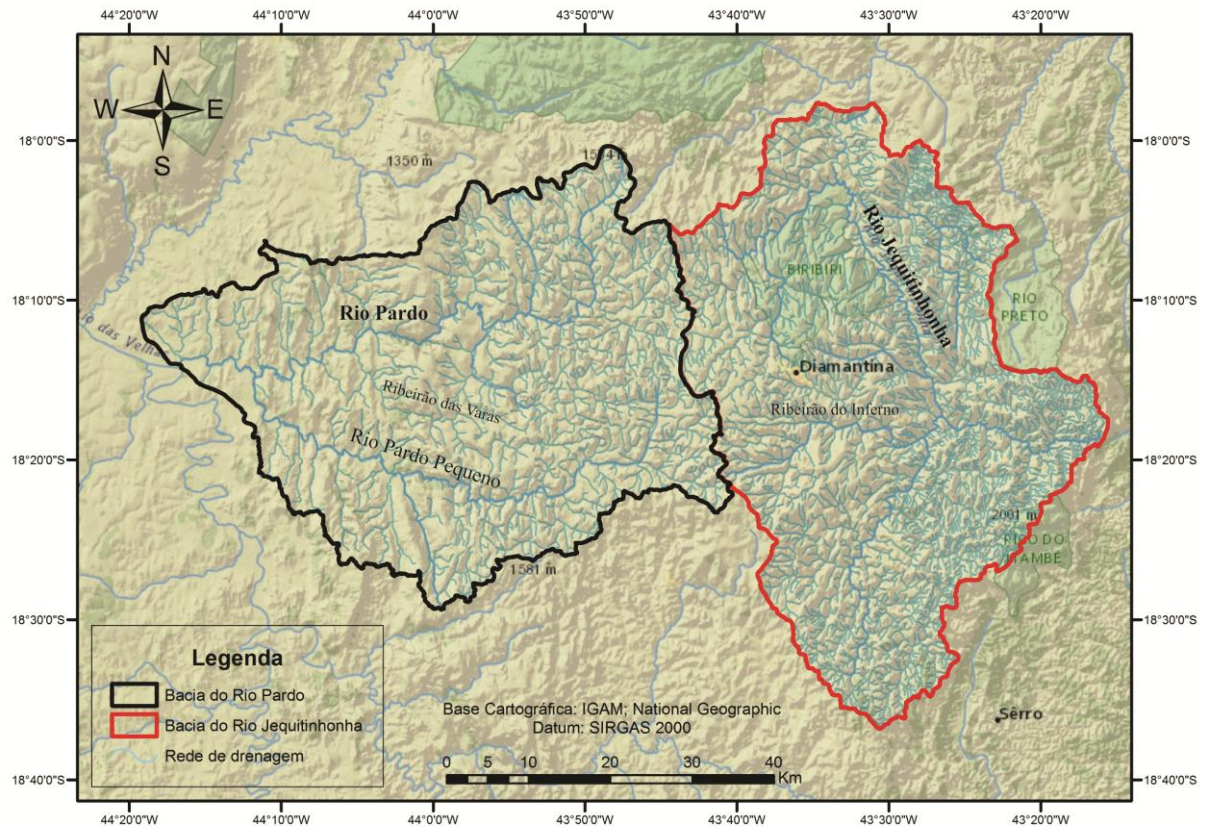 44°20'0"W 44°10'0"W 44°0'0"W 43°50'0"W 43°40'0"W 43°30'0"W 43°20'0"W
N
W E
S
18°0'0"S 18°0'0"S
1350 m
Rio Jequitinhonha
BIRIBIRI
18°10'0"S 18°10'0"S
RIO
PRETO
Rio Pardo
io das Velha
Diamantina
Ribeirão das Varas
Ribeirão do Inferno
Rio Pardo Pequeno
18°20'0"S 18°20'0"S
2001 m
PICO DO
ITAMBÉ
1581 m
18°30'0"S 18°30'0"S
Legenda
Bacia do Rio Pardo
Bacia do Rio Jequitinhonha
Rede de drenagem
Base Cartográfica: IGAM; National Geographic
Datum: SIRGAS 2000
Sêrro
0 5 10 20 30 40
Km
18°40'0"S 18°40'0"S
44°20'0"W 44°10'0"W 44°0'0"W 43°50'0"W 43°40'0"W 43°30'0"W 43°20'0"W